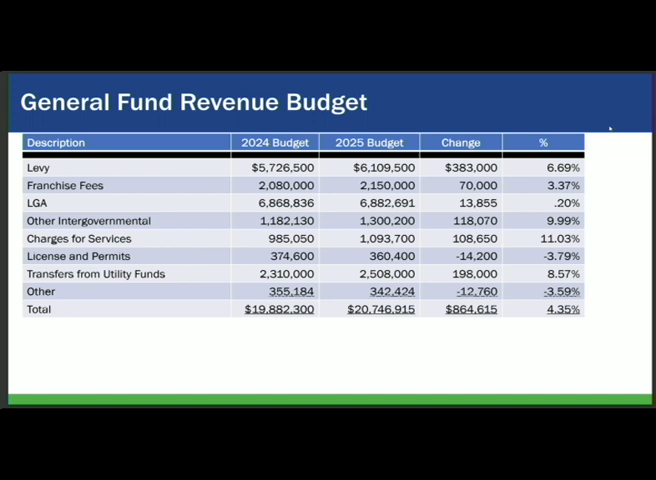 General Fund Revenue Budget
Description 2024 Budget 2025 Budget Change %
Levy $5,726,500 $6,109,500 $383,000 6.69%
Franchise Fees 2,080,000 2,150,000 70,000 3.37%
LGA 6,868,836 6,882,691 13,855 .20%
Other Intergovernmental 1,182,130 1,300,200 118,070 9.99%
Charges for Services 985,050 1,093,700 108,650 11.03%
License and Permits 374,600 360,400 -14,200 -3.79%
Transfers from Utility Funds 2,310,000 2,508,000 198,000 8.57%
Other 355,184 342,424 -12,760 -3.59%
Total $19,882,300 $20,746,915 $864,615 4.35%